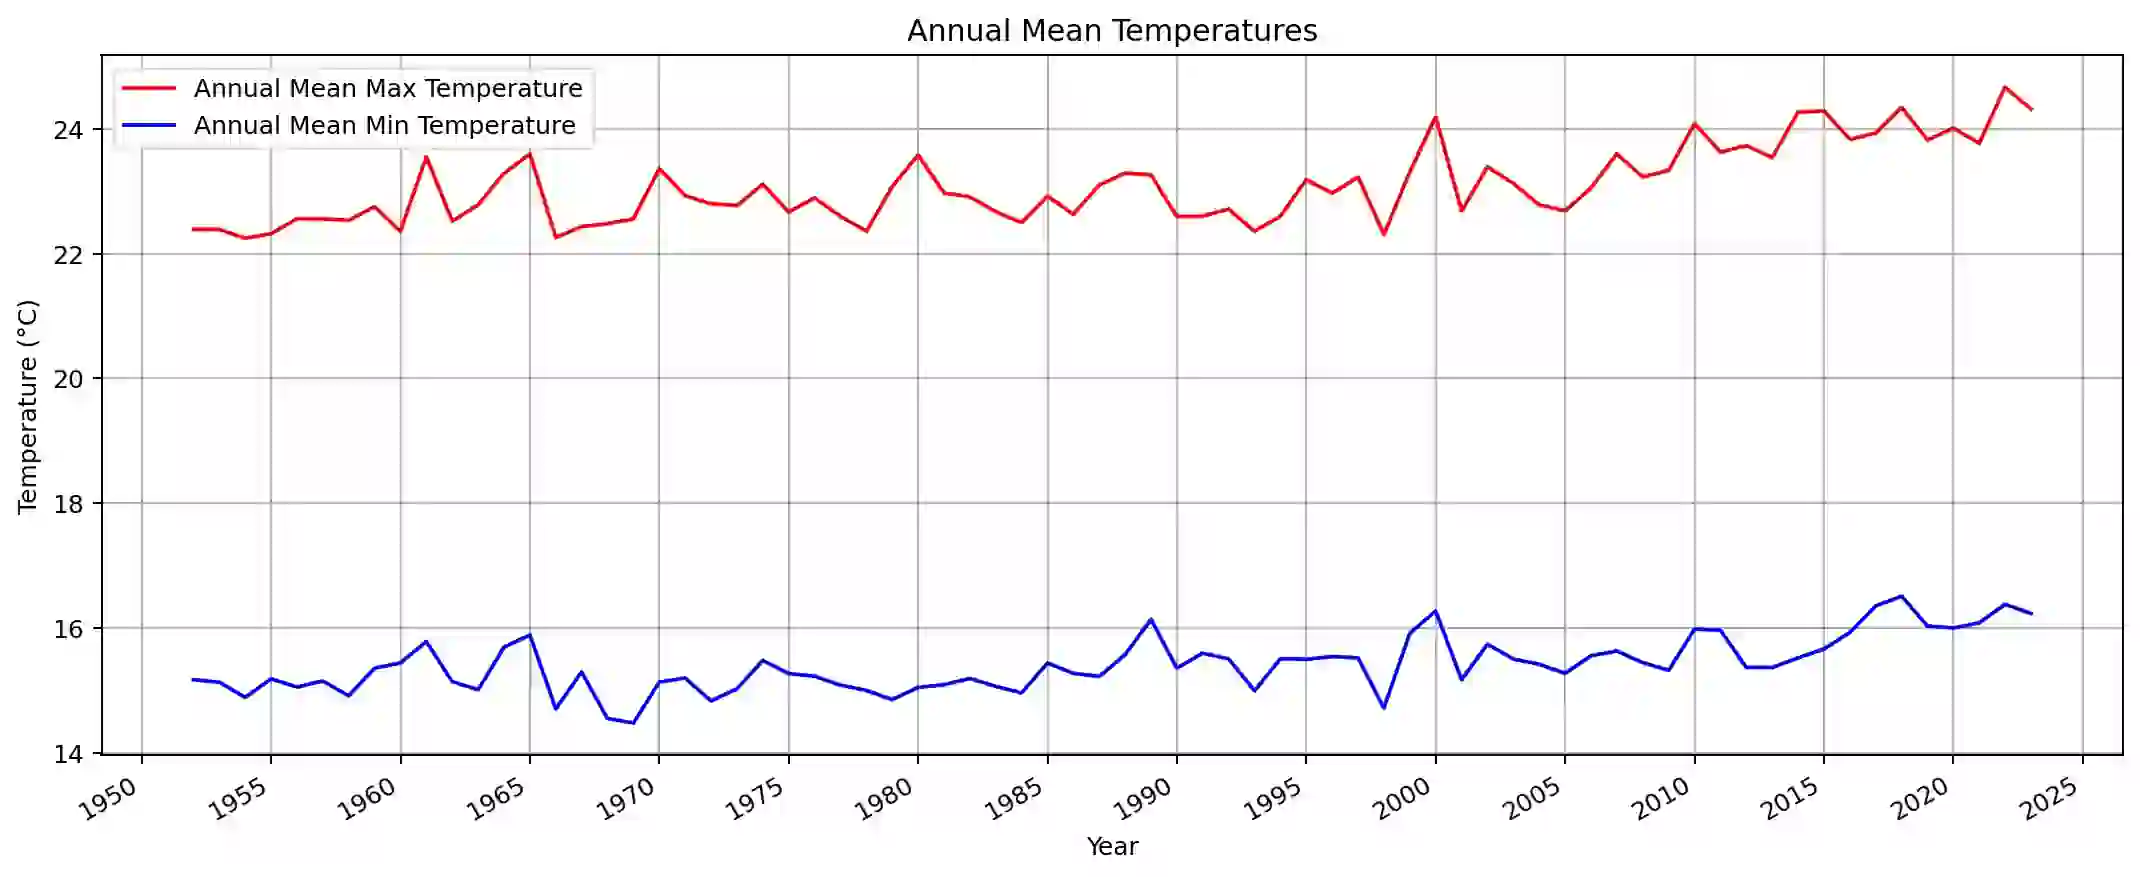 Annual Mean Temperatures
Annual Mean Max Temperature
Annual Mean Min Temperature
24
22
20
18
16
14
Temperature (°C)
1950 1955 1960 1965 1970 1975 1980 1985 1990 1995 2000 2005 2010 2015 2020 2025
Year